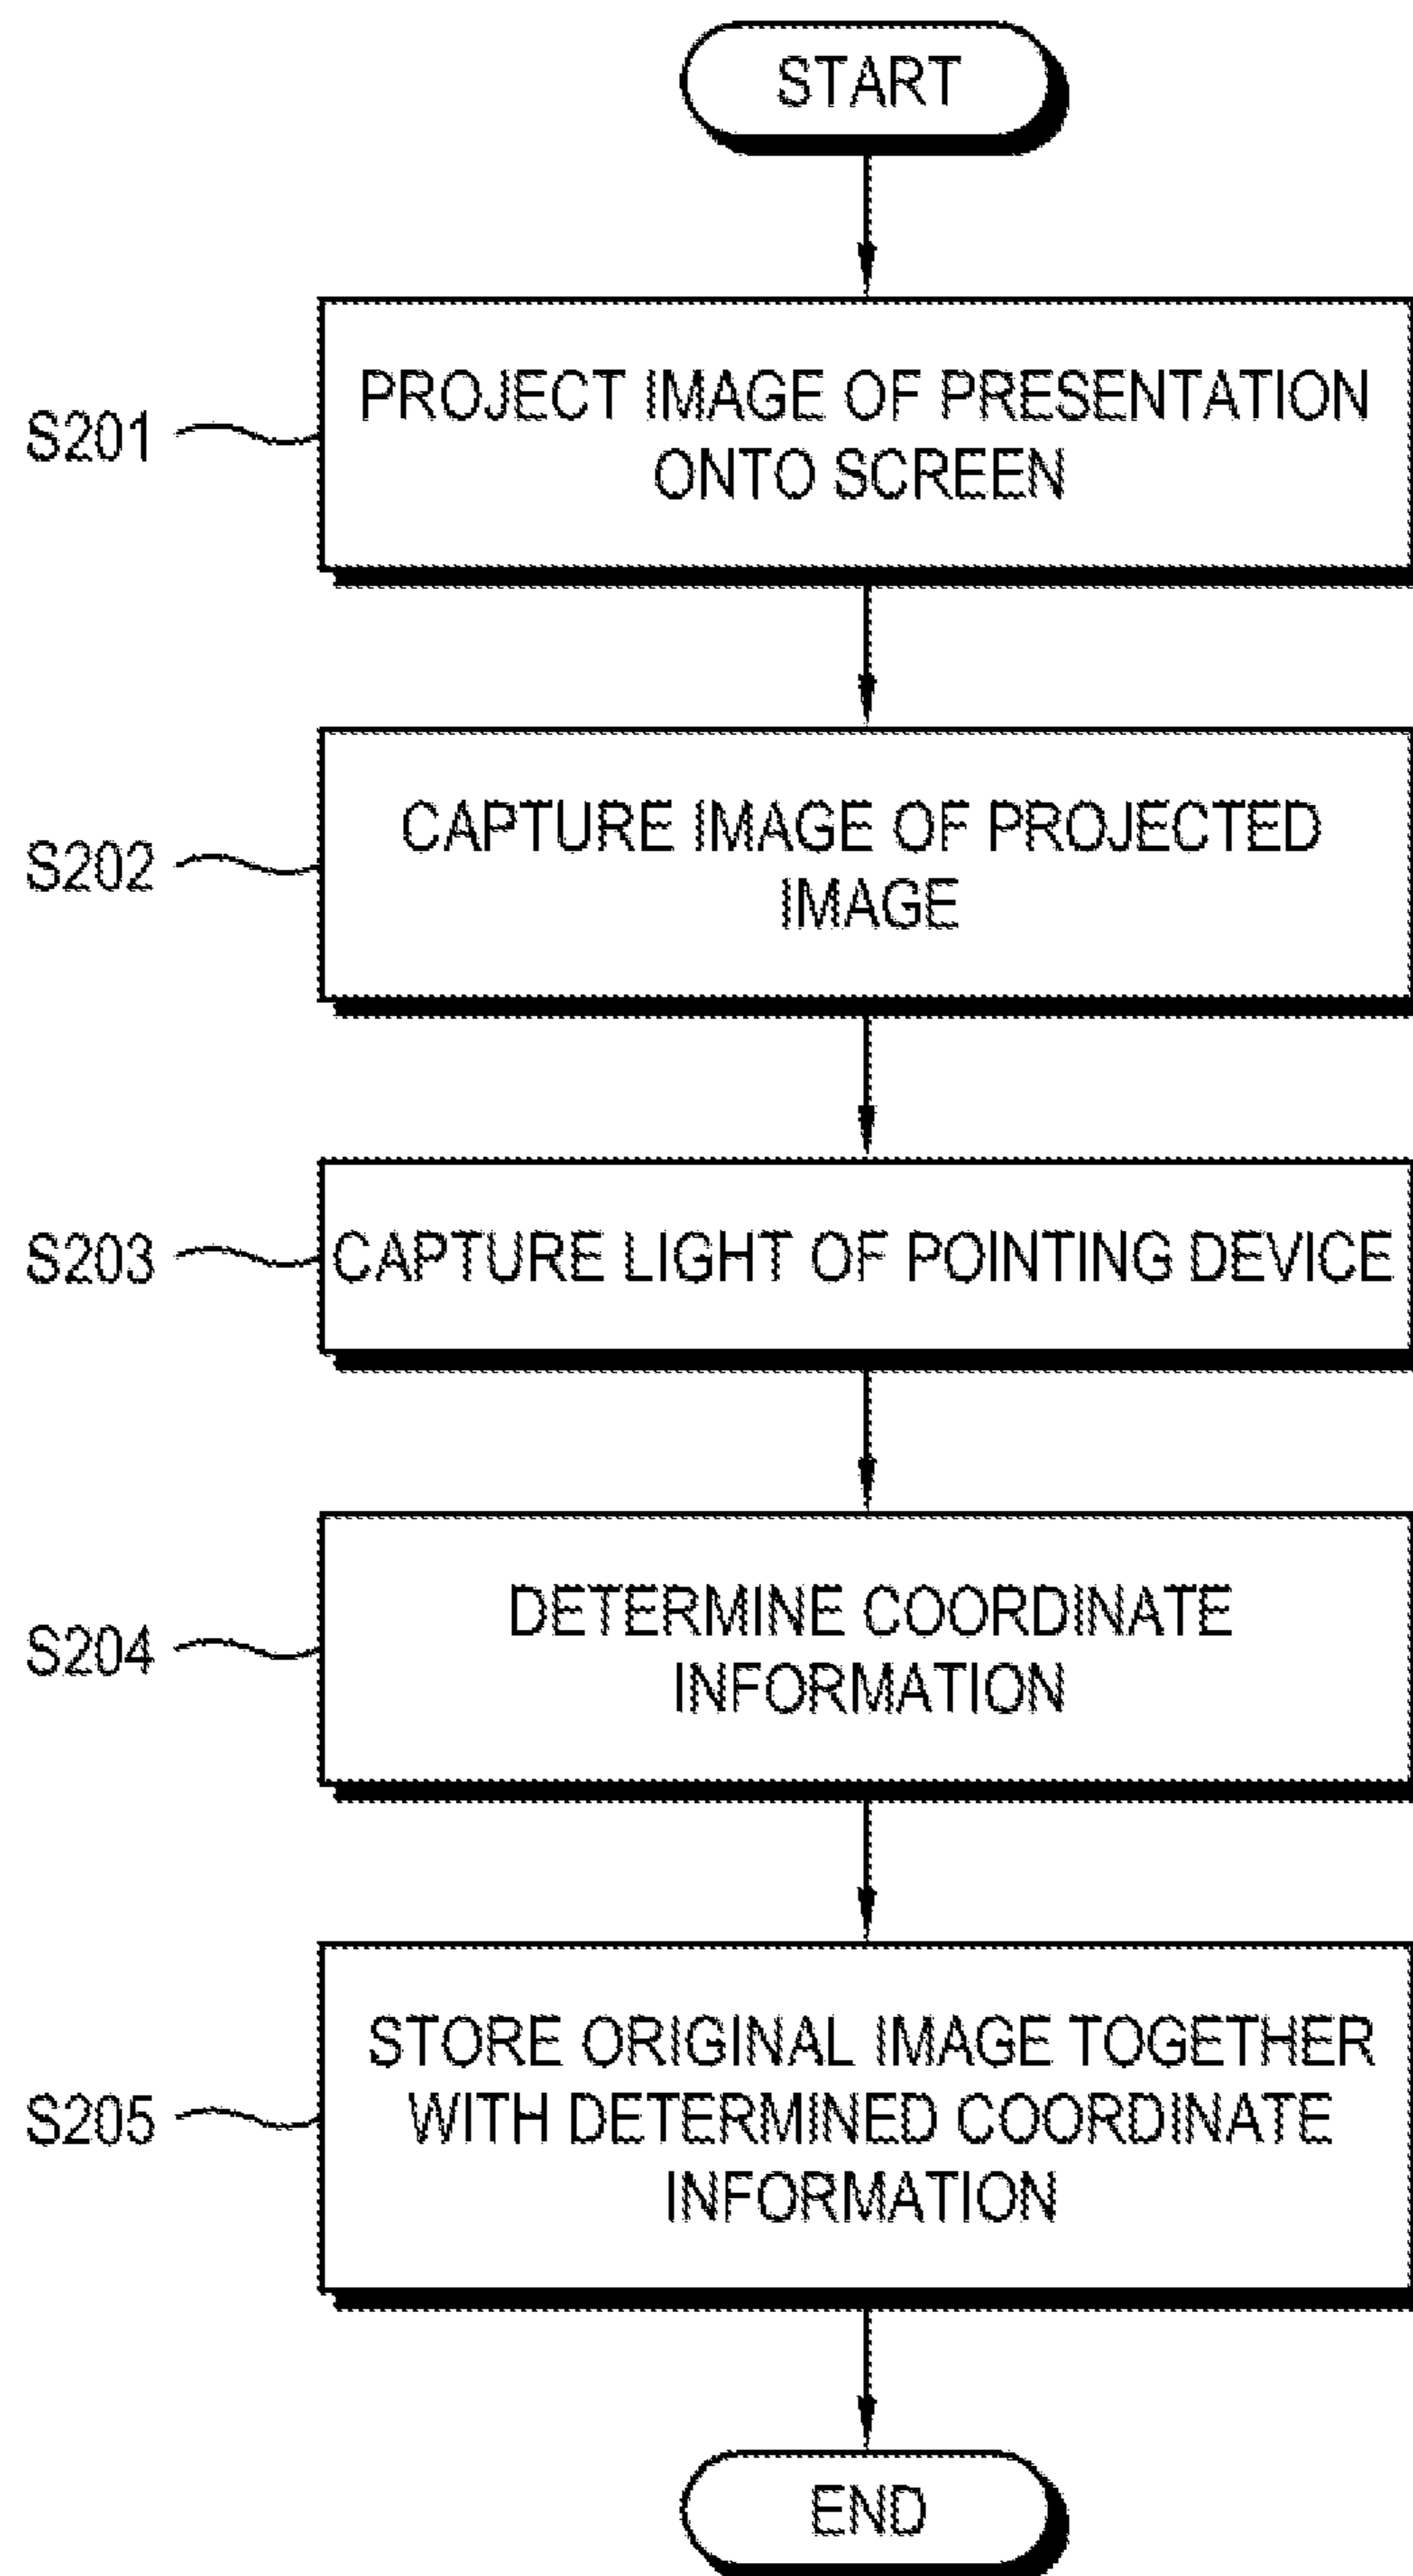 START
S201
PROJECT IMAGE OF PRESENTATION
ONTO SCREEN
S202
CAPTURE IMAGE OF PROJECTED
IMAGE
S203
CAPTURE LIGHT OF POINTING DEVICE
S204
DETERMINE COORDINATE
INFORMATION
S205
STORE ORIGINAL IMAGE TOGETHER
WITH DETERMINED COORDINATE
INFORMATION
END